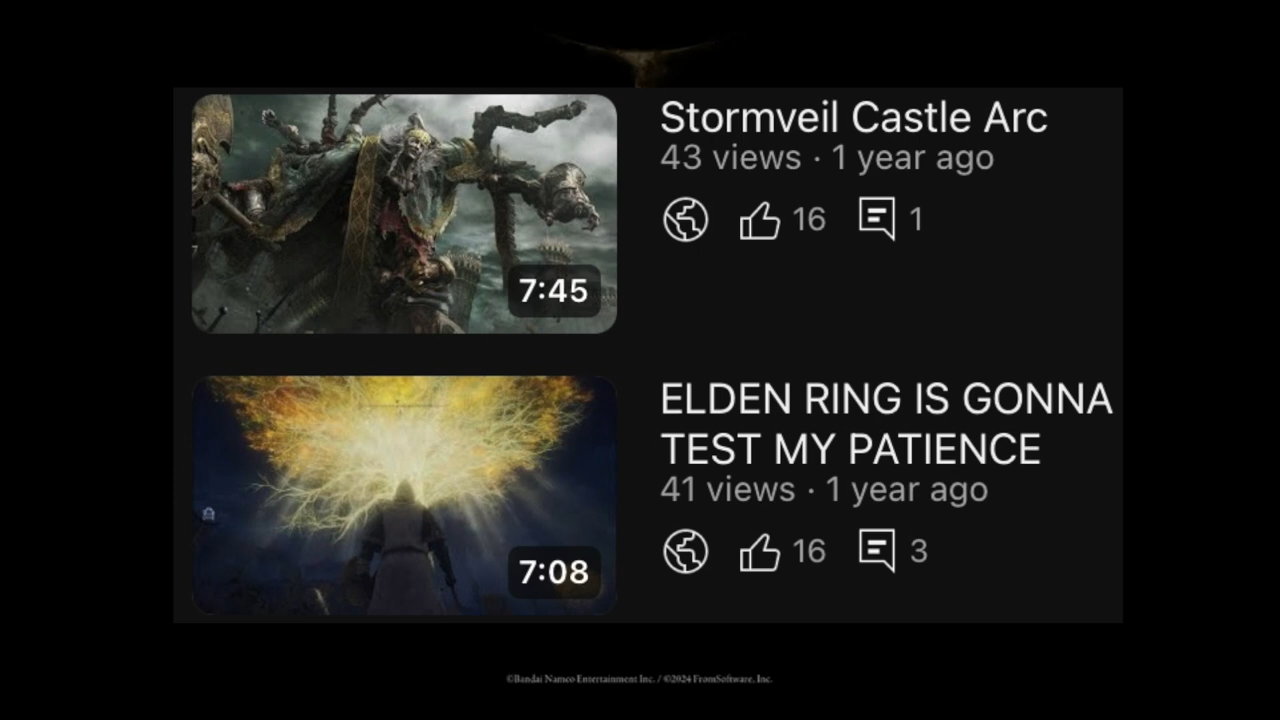 Stormveil Castle Arc
43 views · 1 year ago
16 1
7:45
ELDEN RING IS GONNA
TEST MY PATIENCE
41 views · 1 year ago
16 3
7:08
©Bandai Namco Entertainment Inc. / ©2024 FromSoftware, Inc.